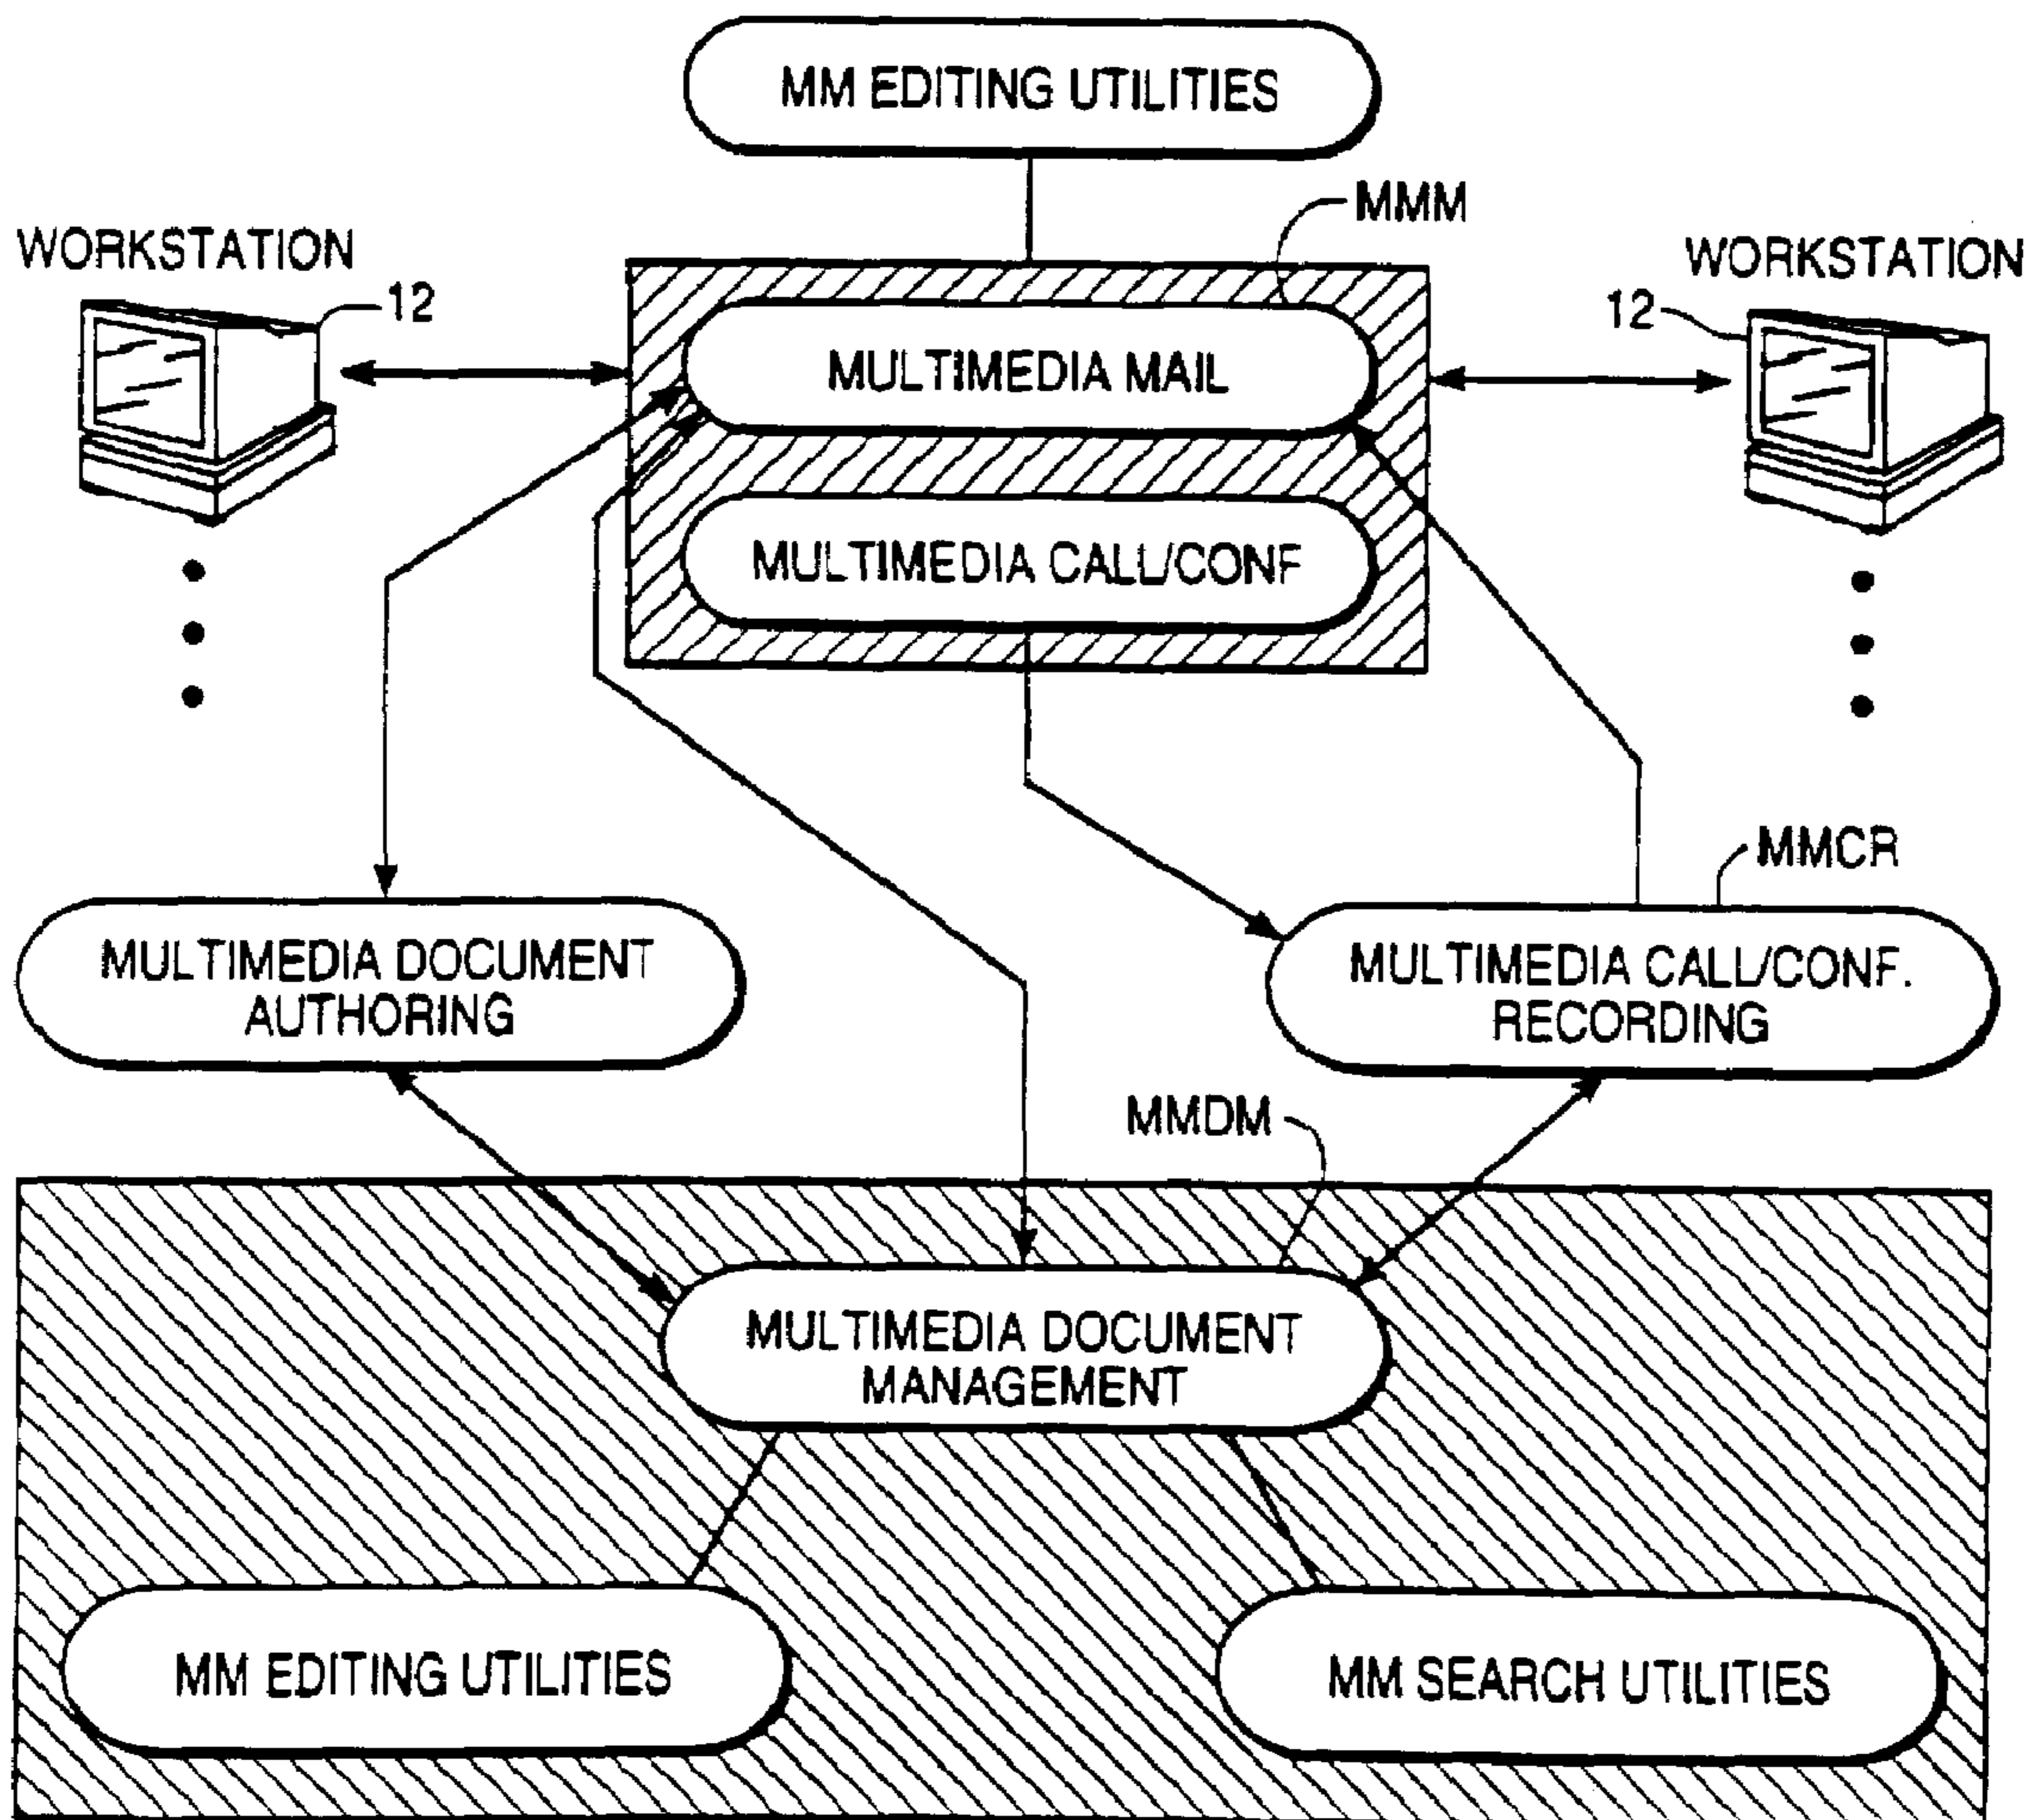 MM EDITING UTILITIES
MMM
WORKSTATION
WORKSTATION
12
12
MULTIMEDIA MAIL
MULTIMEDIA CALL/CONF
MMCR
MULTIMEDIA DOCUMENT
AUTHORING
MULTIMEDIA CALL/CONF.
RECORDING
MMDM
MULTIMEDIA DOCUMENT
MANAGEMENT
MM EDITING UTILITIES
MM SEARCH UTILITIES